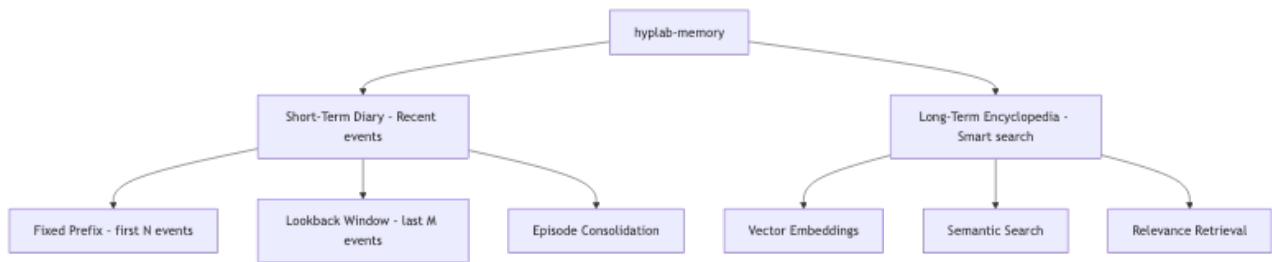 hyplab-memory
Short-Term Diary - Recent
events
Long-Term Encyclopedia -
Smart search
Fixed Prefix - first N events
Lookback Window - last M
events
Episode Consolidation
Vector Embeddings
Semantic Search
Relevance Retrieval